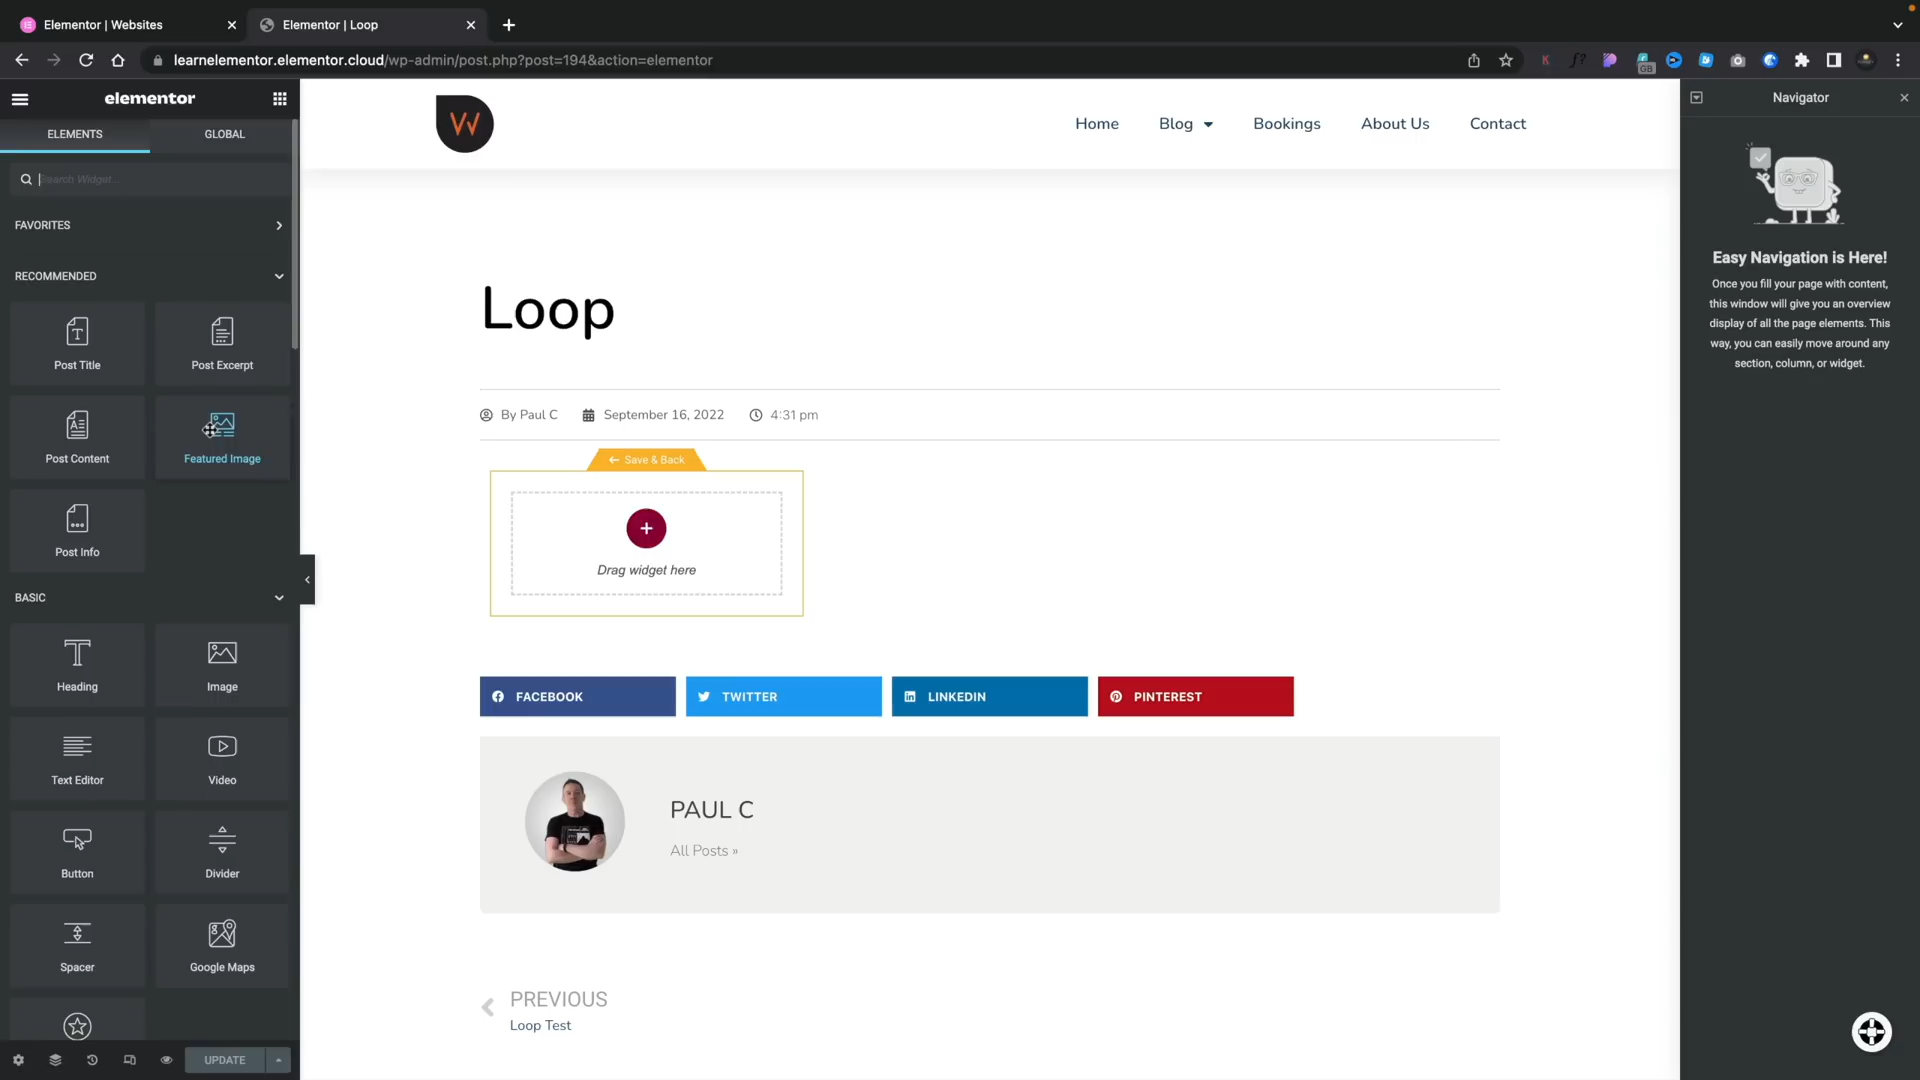 Elementor | Websites
Elementor | Loop
learnelementor.elementor.cloud/wp-admin/post.php?post=194&action=elementor
GB
elementor
ELEMENTS
GLOBAL
Search Widget...
FAVORITES
RECOMMENDED
Post Title
Post Excerpt
Post Content
Featured Image
Post Info
BASIC
Heading
Image
Text Editor
Video
Button
Divider
Spacer
Google Maps
UPDATE
W
Home
Blog
Bookings
About Us
Contact
Loop
By Paul C
September 16, 2022
4:31 pm
Save & Back
Drag widget here
FACEBOOK
TWITTER
LINKEDIN
PINTEREST
PAUL C
All Posts »
PREVIOUS
Loop Test
Navigator
Easy Navigation is Here!
Once you fill your page with content,
this window will give you an overview
display of all the page elements. This
way, you can easily move around any
section, column, or widget.